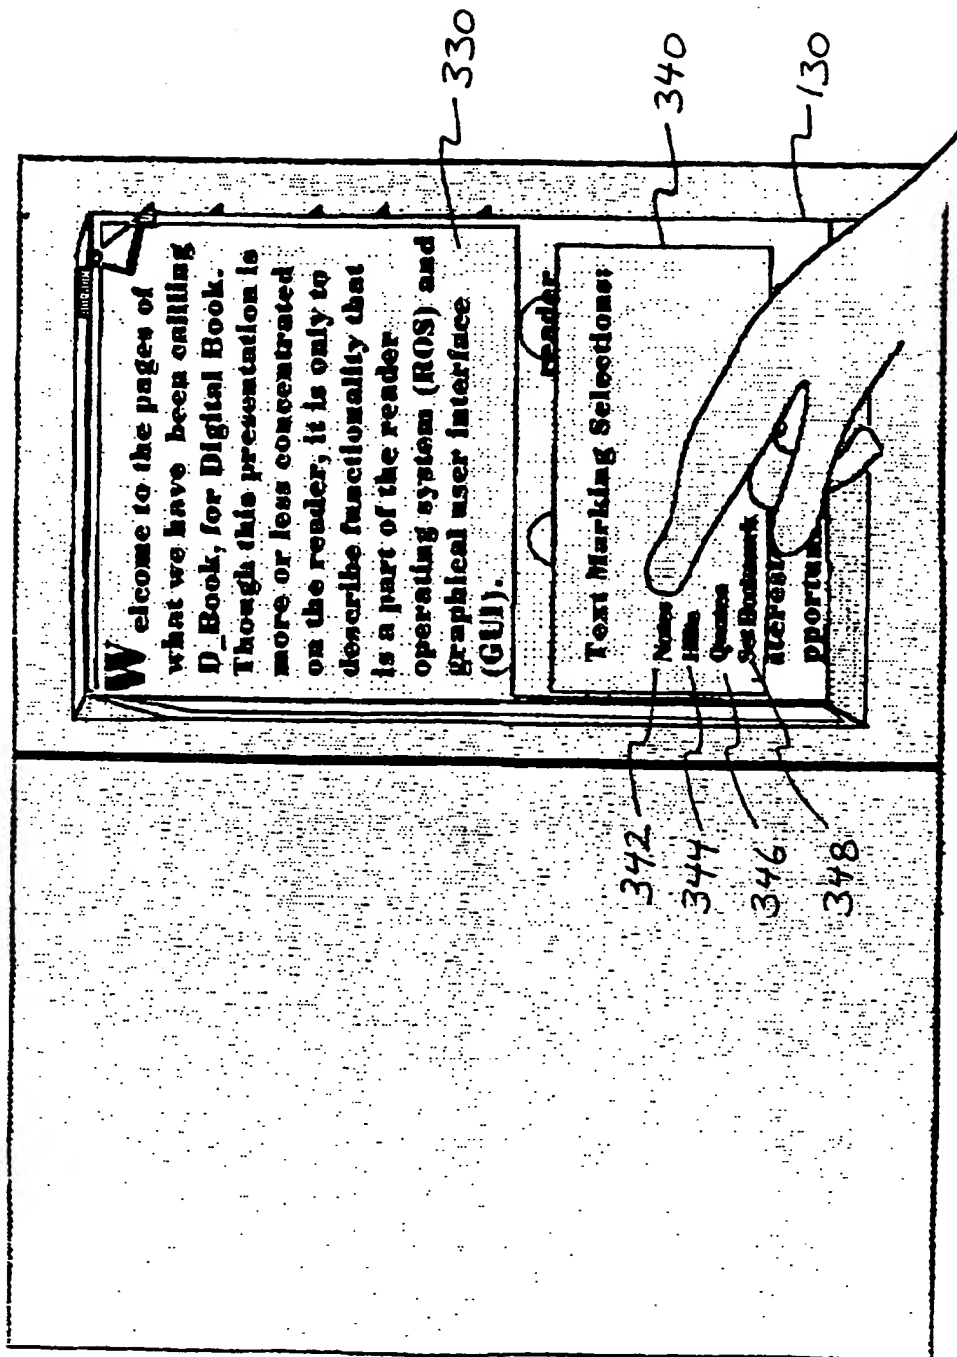 Welcome to the pages of
what we have been callling
D_Book, for Digital Book.
Though this presentation is
more or less concentrated
on the reader, it is only to
describe functionality that
is a part of the reader
operating system (ROS) and
graphical user interface
(GUI).
reader
Text Marking Selections:
Notes
Quotes
Set Bookmark
330
340
130
342
344
346
348